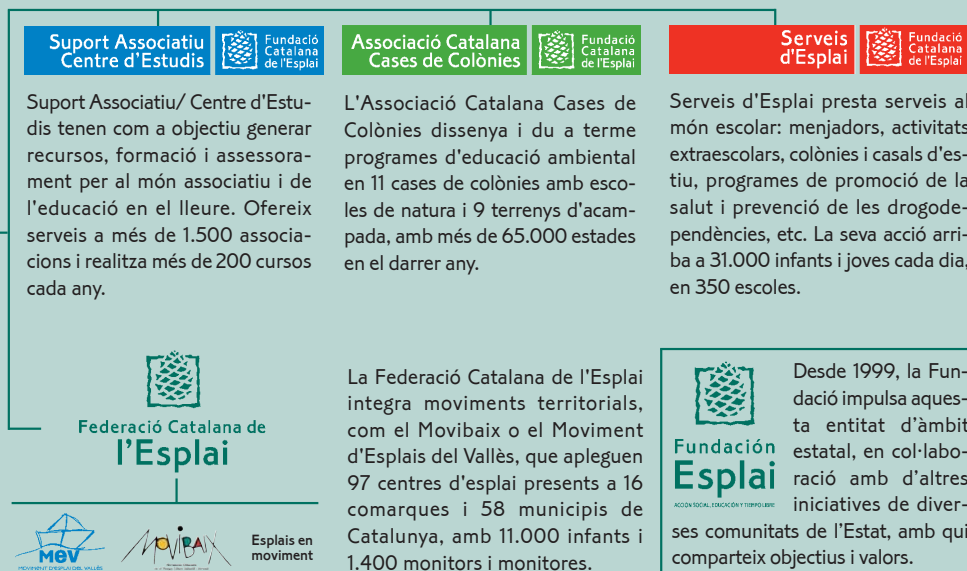 Suport Associatiu
Centre d'Estudis
Fundació
Catalana
de l'Esplai
Suport Associatiu/ Centre d'Estu-
dis tenen com a objectiu generar
recursos, formació i assessora-
ment per al món associatiu i de
l'educació en el lleure. Ofereix
serveis a més de 1.500 associa-
cions i realitza més de 200 cursos
cada any.
Associació Catalana
Cases de Colònies
Fundació
Catalana
de l'Esplai
L'Associació Catalana Cases de
Colònies dissenya i du a terme
programes d'educació ambiental
en 11 cases de colònies amb esco-
les de natura i 9 terrenys d'acam-
pada, amb més de 65.000 estades
en el darrer any.
Serveis
d'Esplai
Fundació
Catalana
de l'Esplai
Serveis d'Esplai presta serveis al
món escolar: menjadors, activitats
extraescolars, colònies i casals d'es-
tiu, programes de promoció de la
salut i prevenció de les drogode-
pendències, etc. La seva acció arri-
ba a 31.000 infants i joves cada dia,
en 350 escoles.
Federació Catalana de
l'Esplai
MEV
MOVIMENT D'ESPLAI DEL VALLÈS
MOVIBAIX
Esplais en
moviment
La Federació Catalana de l'Esplai
integra moviments territorials,
com el Movibaix o el Moviment
d'Esplais del Vallès, que apleguen
97 centres d'esplai presents a 16
comarques i 58 municipis de
Catalunya, amb 11.000 infants i
1.400 monitors i monitores.
Fundación
Esplai
ACCIÓN SOCIAL, EDUCACIÓN Y TIEMPO LIBRE
Desde 1999, la Fun-
dació impulsa aques-
ta entitat d'àmbit
estatal, en col·labo-
ració amb d'altres
iniciatives de diver-
ses comunitats de l'Estat, amb qui
comparteix objectius i valors.